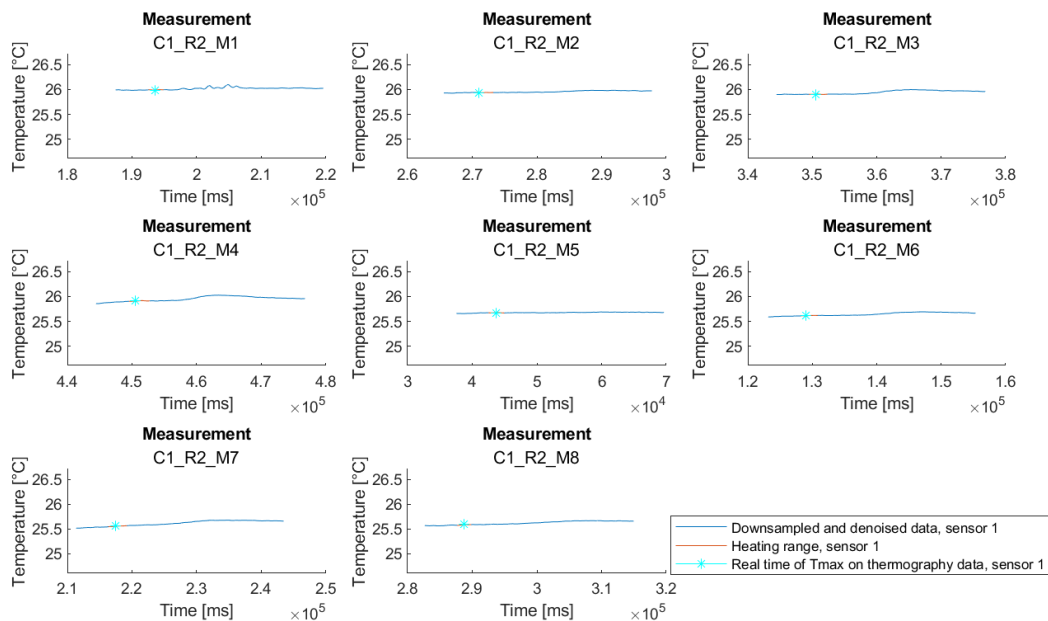 Measurement
C1_R2_M1
Temperature [°C]
26.5
26
25.5
25
1.8
1.9
2
2.1
2.2
Time [ms]
×10^5
Measurement
C1_R2_M2
Temperature [°C]
26.5
26
25.5
25
2.6
2.7
2.8
2.9
3
Time [ms]
×10^5
Measurement
C1_R2_M3
Temperature [°C]
26.5
26
25.5
25
3.4
3.5
3.6
3.7
3.8
Time [ms]
×10^5
Measurement
C1_R2_M4
Temperature [°C]
26.5
26
25.5
25
4.4
4.5
4.6
4.7
4.8
Time [ms]
×10^5
Measurement
C1_R2_M5
Temperature [°C]
26.5
26
25.5
25
3
4
5
6
7
Time [ms]
×10^4
Measurement
C1_R2_M6
Temperature [°C]
26.5
26
25.5
25
1.2
1.3
1.4
1.5
1.6
Time [ms]
×10^5
Measurement
C1_R2_M7
Temperature [°C]
26.5
26
25.5
25
2.1
2.2
2.3
2.4
2.5
Time [ms]
×10^5
Measurement
C1_R2_M8
Temperature [°C]
26.5
26
25.5
25
2.8
2.9
3
3.1
3.2
Time [ms]
×10^5
Downsampled and denoised data, sensor 1
Heating range, sensor 1
Real time of Tmax on thermography data, sensor 1